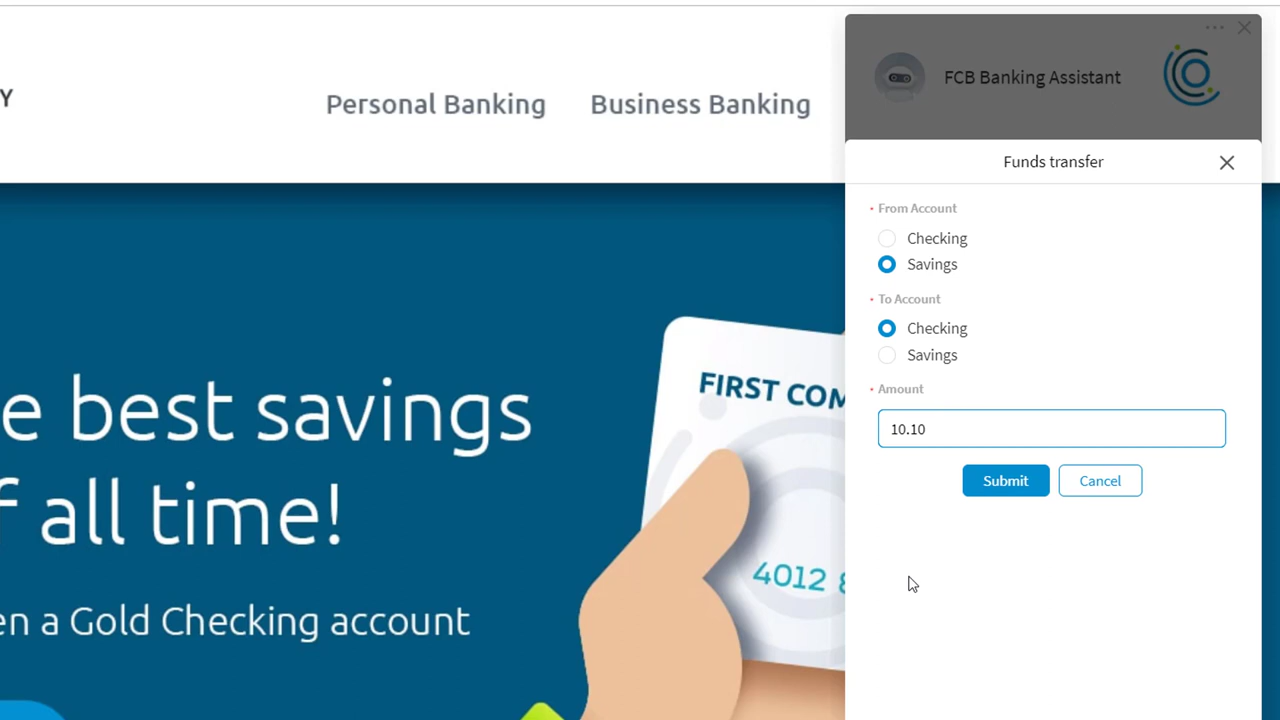 Y
Personal Banking
Business Banking
FCB Banking Assistant
Funds transfer
From Account
Checking
Savings
To Account
Checking
Savings
Amount
10.10
Submit
Cancel
e best savings
f all time!
en a Gold Checking account
FIRST COM
4012